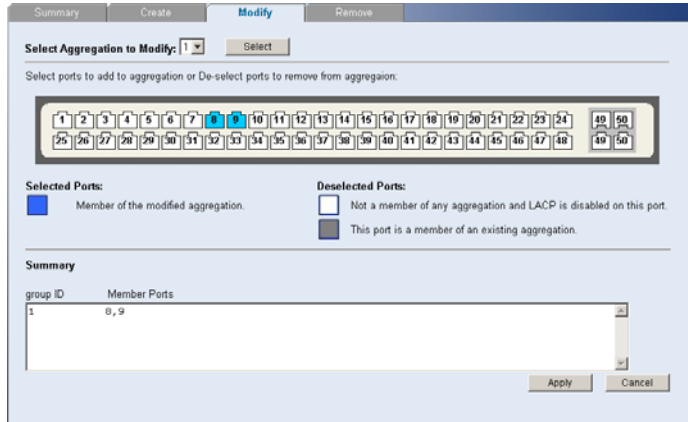 Summary Create Modify Remove
Select Aggregation to Modify: 1 Select
Select ports to add to aggregation or De-select ports to remove from aggregaion:
1 2 3 4 5 6 7 8 9 10 11 12 13 14 15 16 17 18 19 20 21 22 23 24 49 50
25 26 27 28 29 30 31 32 33 34 35 36 37 38 39 40 41 42 43 44 45 46 47 48 49 50
Selected Ports: Deselected Ports:
Member of the modified aggregation. Not a member of any aggregation and LACP is disabled on this port.
This port is a member of an existing aggregation.
Summary
group ID Member Ports
1 8,9
Apply Cancel